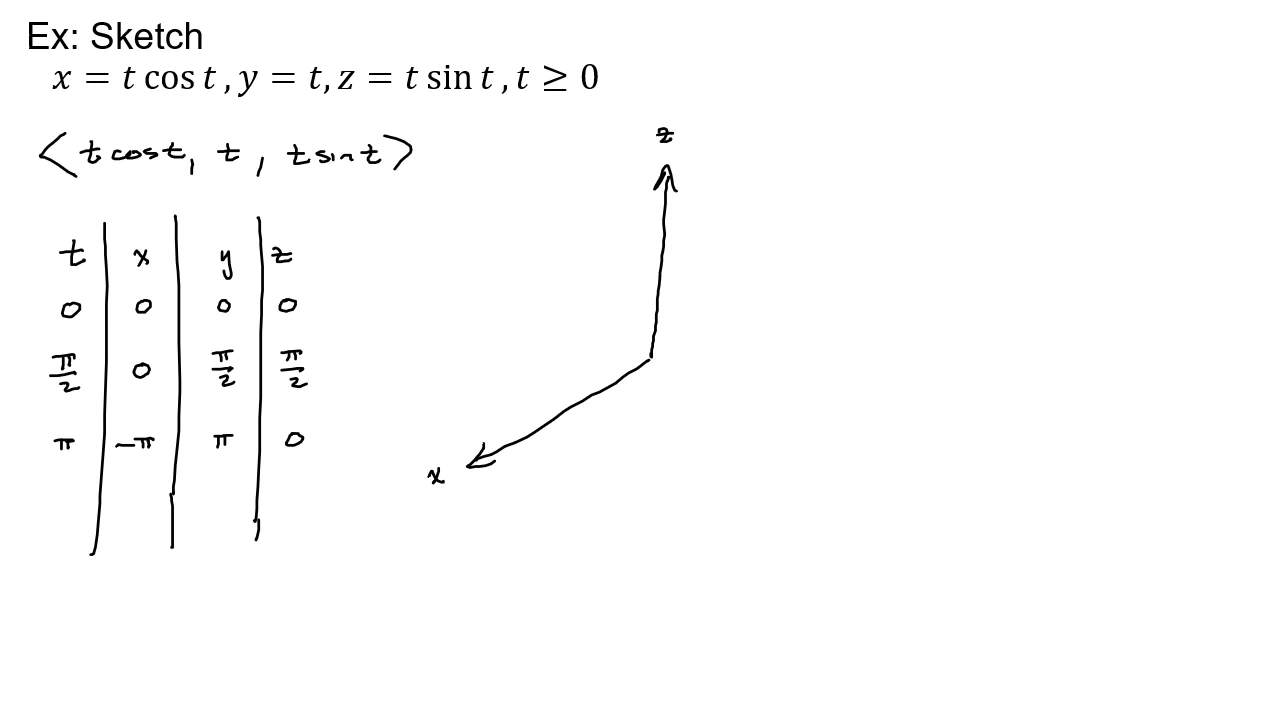 Ex: Sketch
x = t cos t , y = t, z = t sin t , t ≥ 0
z
< t cos t, t , t sin t >
t x y z
0 0 0 0
π/2 0 π/2 π/2
π -π π 0
x